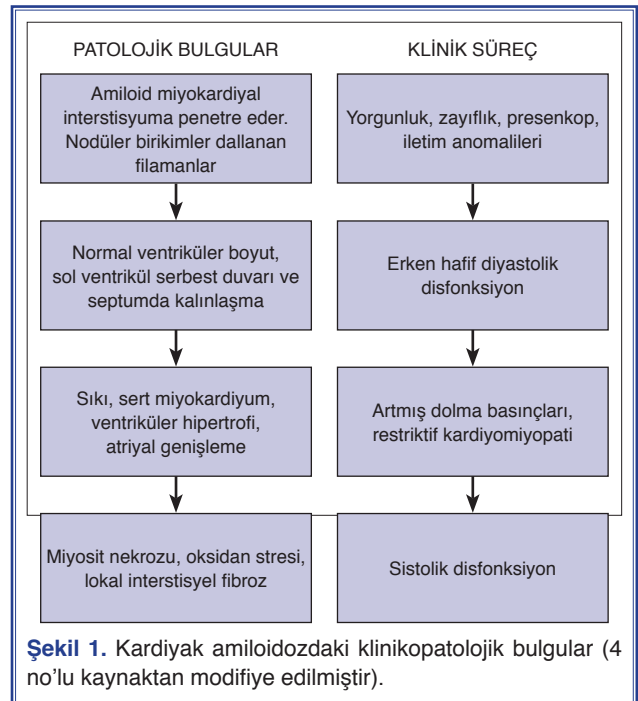 PATOLOJİK BULGULAR
Amiloid miyokardiyal
interstisyuma penetre eder.
Nodüler birikimler dallanan
filamanlar
Normal ventriküler boyut,
sol ventrikül serbest duvarı ve
septumda kalınlaşma
Sıkı, sert miyokardiyum,
ventriküler hipertrofi,
atriyal genişleme
Miyosit nekrozu, oksidan stresi,
lokal interstisyel fibroz
KLİNİK SÜREÇ
Yorgunluk, zayıflık, presenkop,
iletim anomalileri
Erken hafif diyastolik
disfonksiyon
Artmış dolma basınçları,
restriktif kardiyomiyopati
Sistolik disfonksiyon
Şekil 1. Kardiyak amiloidozdaki klinikopatolojik bulgular (4
no’lu kaynaktan modifiye edilmiştir).